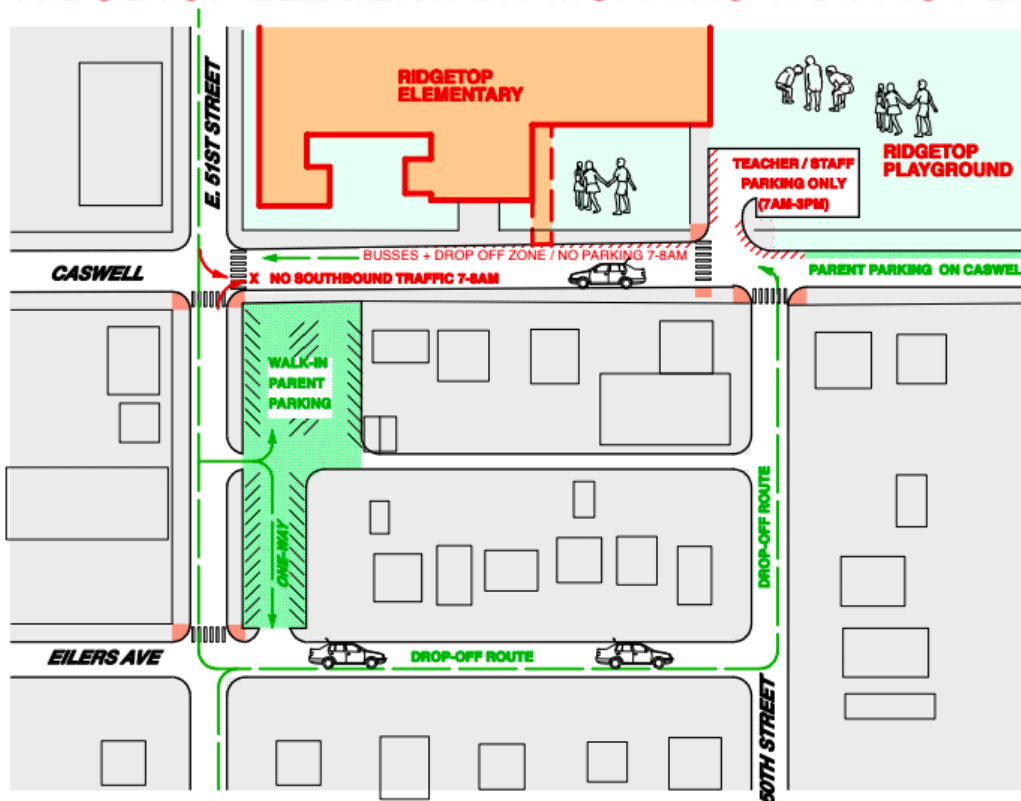 RIDGETOP
ELEMENTARY
E. 51ST STREET
TEACHER / STAFF
PARKING ONLY
(7AM-3PM)
RIDGETOP
PLAYGROUND
BUSSES + DROP OFF ZONE / NO PARKING 7-8AM
CASWELL
X NO SOUTHBOUND TRAFFIC 7-8AM
PARENT PARKING ON CASWEL
WALK-IN
PARENT
PARKING
DROP-OFF ROUTE
ONE-WAY
EILERS AVE
DROP-OFF ROUTE
50TH STREET